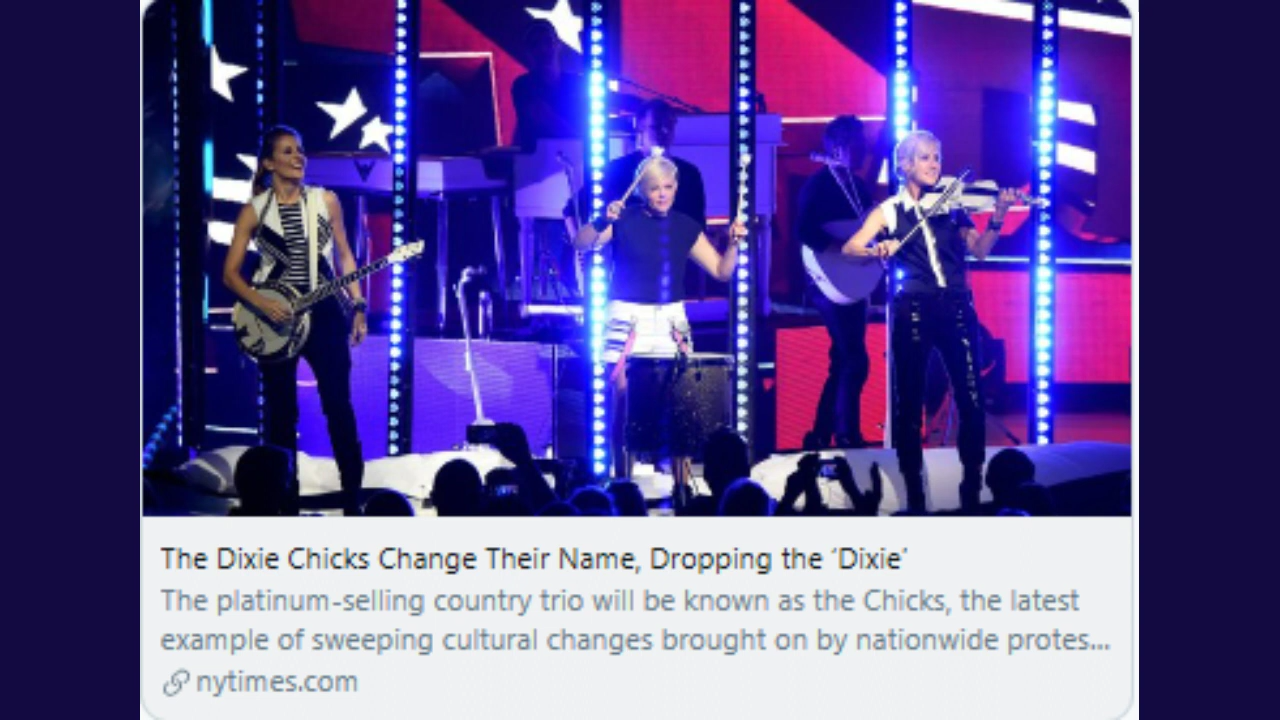 The Dixie Chicks Change Their Name, Dropping the ‘Dixie’
The platinum-selling country trio will be known as the Chicks, the latest
example of sweeping cultural changes brought on by nationwide protes...
nytimes.com